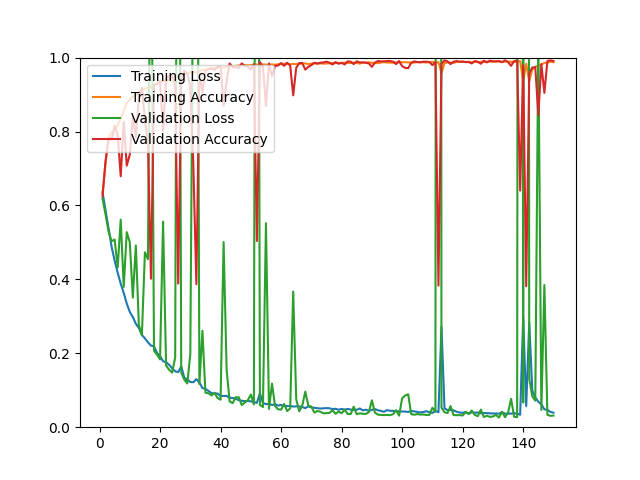 1.0
0.8
0.6
0.4
0.2
0.0
Training Loss
Training Accuracy
Validation Loss
Validation Accuracy
0 20 40 60 80 100 120 140